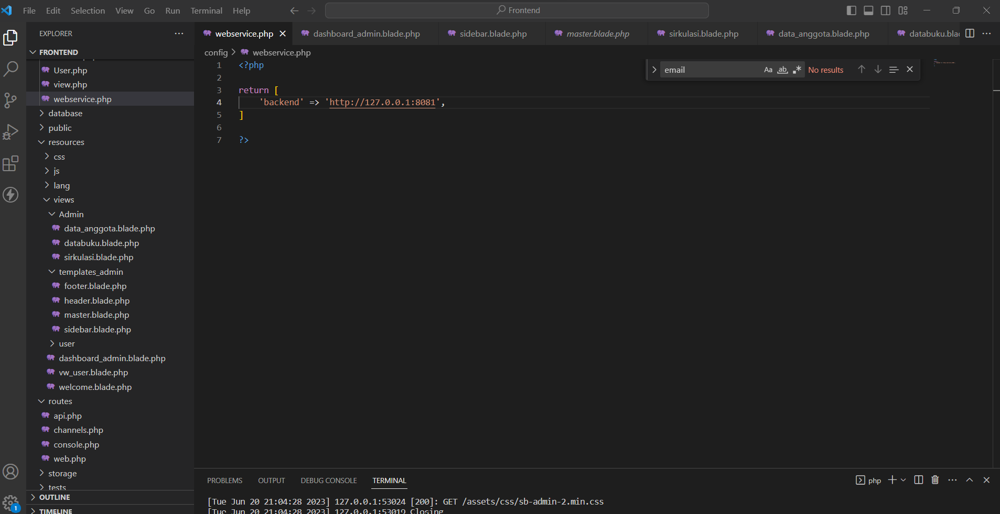 File Edit Selection View Go Run Terminal Help
Frontend
EXPLORER
FRONTEND
User.php
view.php
webservice.php
database
public
resources
css
js
lang
views
Admin
data_anggota.blade.php
databuku.blade.php
sirkulasi.blade.php
templates_admin
footer.blade.php
header.blade.php
master.blade.php
sidebar.blade.php
user
dashboard_admin.blade.php
vw_user.blade.php
welcome.blade.php
routes
api.php
channels.php
console.php
web.php
storage
tests
OUTLINE
TIMELINE
1
webservice.php dashboard_admin.blade.php sidebar.blade.php master.blade.php sirkulasi.blade.php data_anggota.blade.php databuku.blac
config > webservice.php
email Aa ab .* No results
1 <?php
2
3 return [
4 'backend' => 'http://127.0.0.1:8081',
5 ]
6
7 ?>
PROBLEMS OUTPUT DEBUG CONSOLE TERMINAL
php
[Tue Jun 20 21:04:28 2023] 127.0.0.1:53024 [200]: GET /assets/css/sb-admin-2.min.css
[Tue Jun 20 21:04:28 2023] 127.0.0.1:53019 Closing